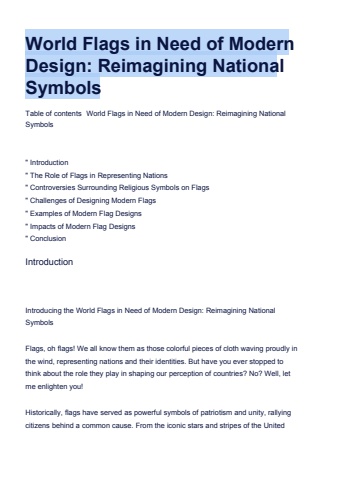 World Flags in Need of Modern
Design: Reimagining National
Symbols
Table of contents World Flags in Need of Modern Design: Reimagining National
Symbols
* Introduction
* The Role of Flags in Representing Nations
* Controversies Surrounding Religious Symbols on Flags
* Challenges of Designing Modern Flags
* Examples of Modern Flag Designs
* Impacts of Modern Flag Designs
* Conclusion
Introduction
Introducing the World Flags in Need of Modern Design: Reimagining National
Symbols
Flags, oh flags! We all know them as those colorful pieces of cloth waving proudly in
the wind, representing nations and their identities. But have you ever stopped to
think about the role they play in shaping our perception of countries? No? Well, let
me enlighten you!
Historically, flags have served as powerful symbols of patriotism and unity, rallying
citizens behind a common cause. From the iconic stars and stripes of the United